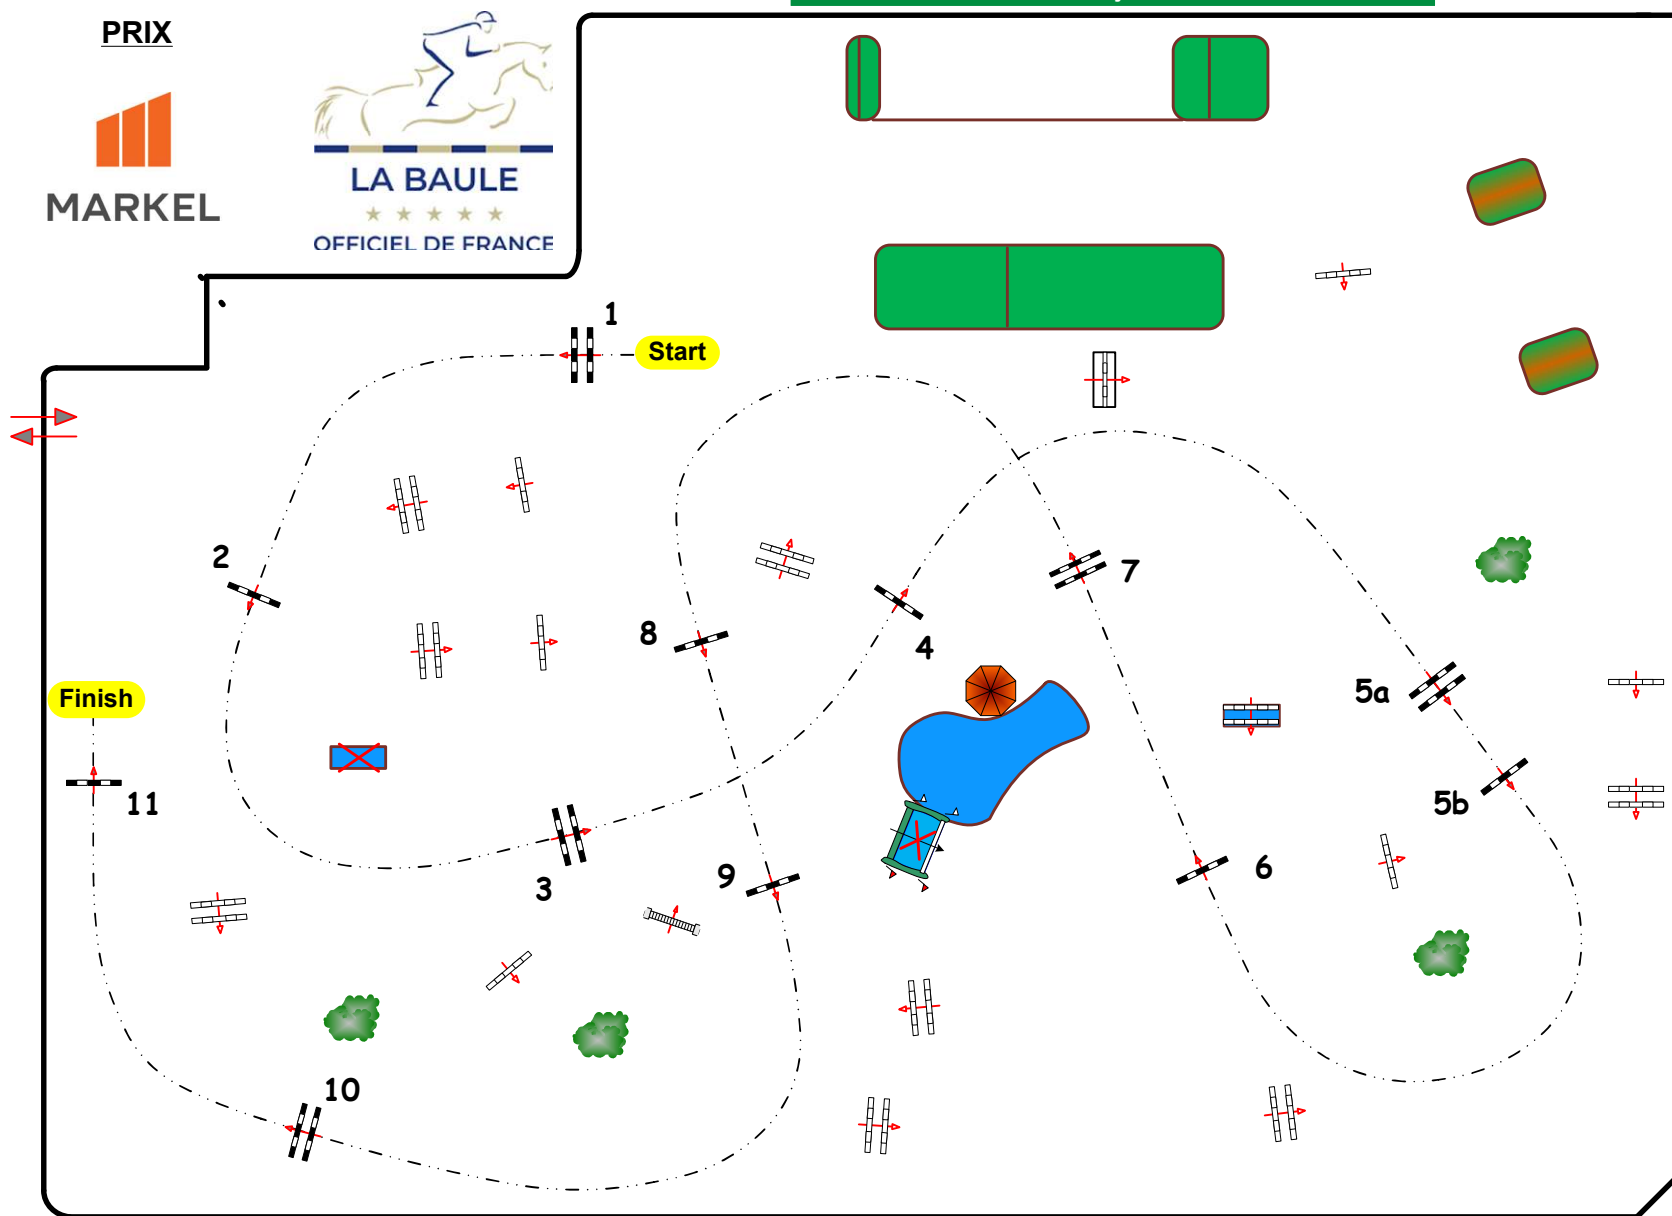 PRIX
MARKEL
LA BAULE
OFFICIEL DE FRANCE
1
Start
2
8
7
4
Finish
5a
11
5b
3
9
6
10